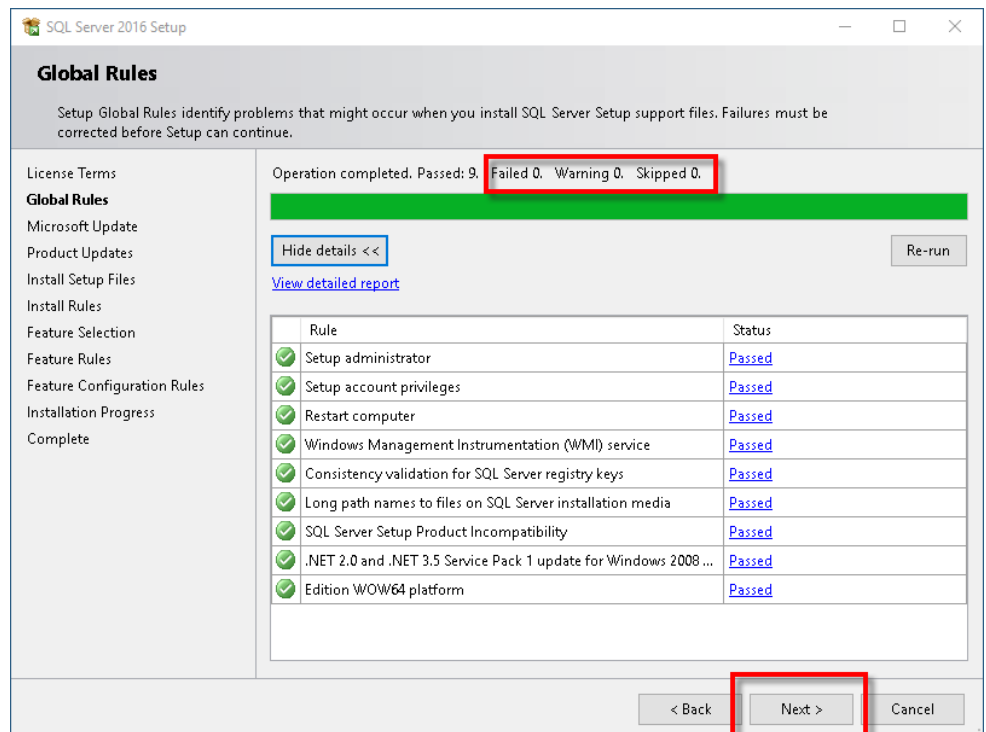 SQL Server 2016 Setup
Global Rules
Setup Global Rules identify problems that might occur when you install SQL Server Setup support files. Failures must be
corrected before Setup can continue.
License Terms
Global Rules
Microsoft Update
Product Updates
Install Setup Files
Install Rules
Feature Selection
Feature Rules
Feature Configuration Rules
Installation Progress
Complete
Operation completed. Passed: 9. Failed 0. Warning 0. Skipped 0.
Hide details <<
Re-run
View detailed report
Rule Status
Setup administrator Passed
Setup account privileges Passed
Restart computer Passed
Windows Management Instrumentation (WMI) service Passed
Consistency validation for SQL Server registry keys Passed
Long path names to files on SQL Server installation media Passed
SQL Server Setup Product Incompatibility Passed
.NET 2.0 and .NET 3.5 Service Pack 1 update for Windows 2008 ... Passed
Edition WOW64 platform Passed
< Back Next > Cancel